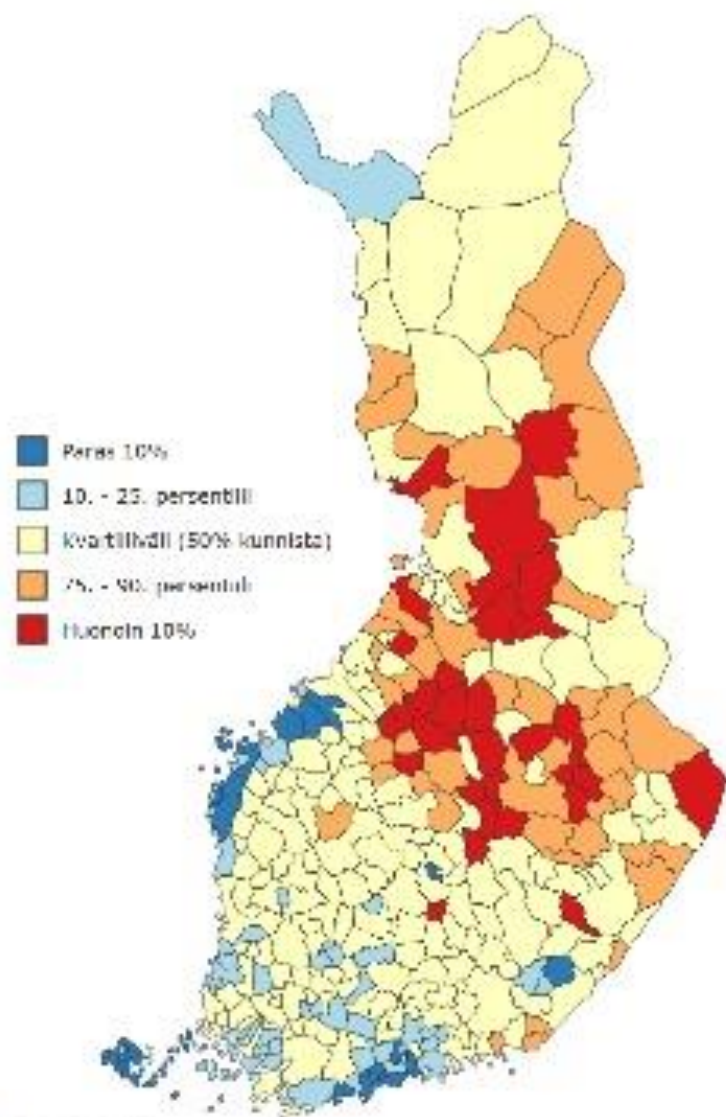 Paras 10%
10. - 25. persentiili
Kvartiiliväli (50% kunnista)
75. - 90. persentiili
Huonoin 10%